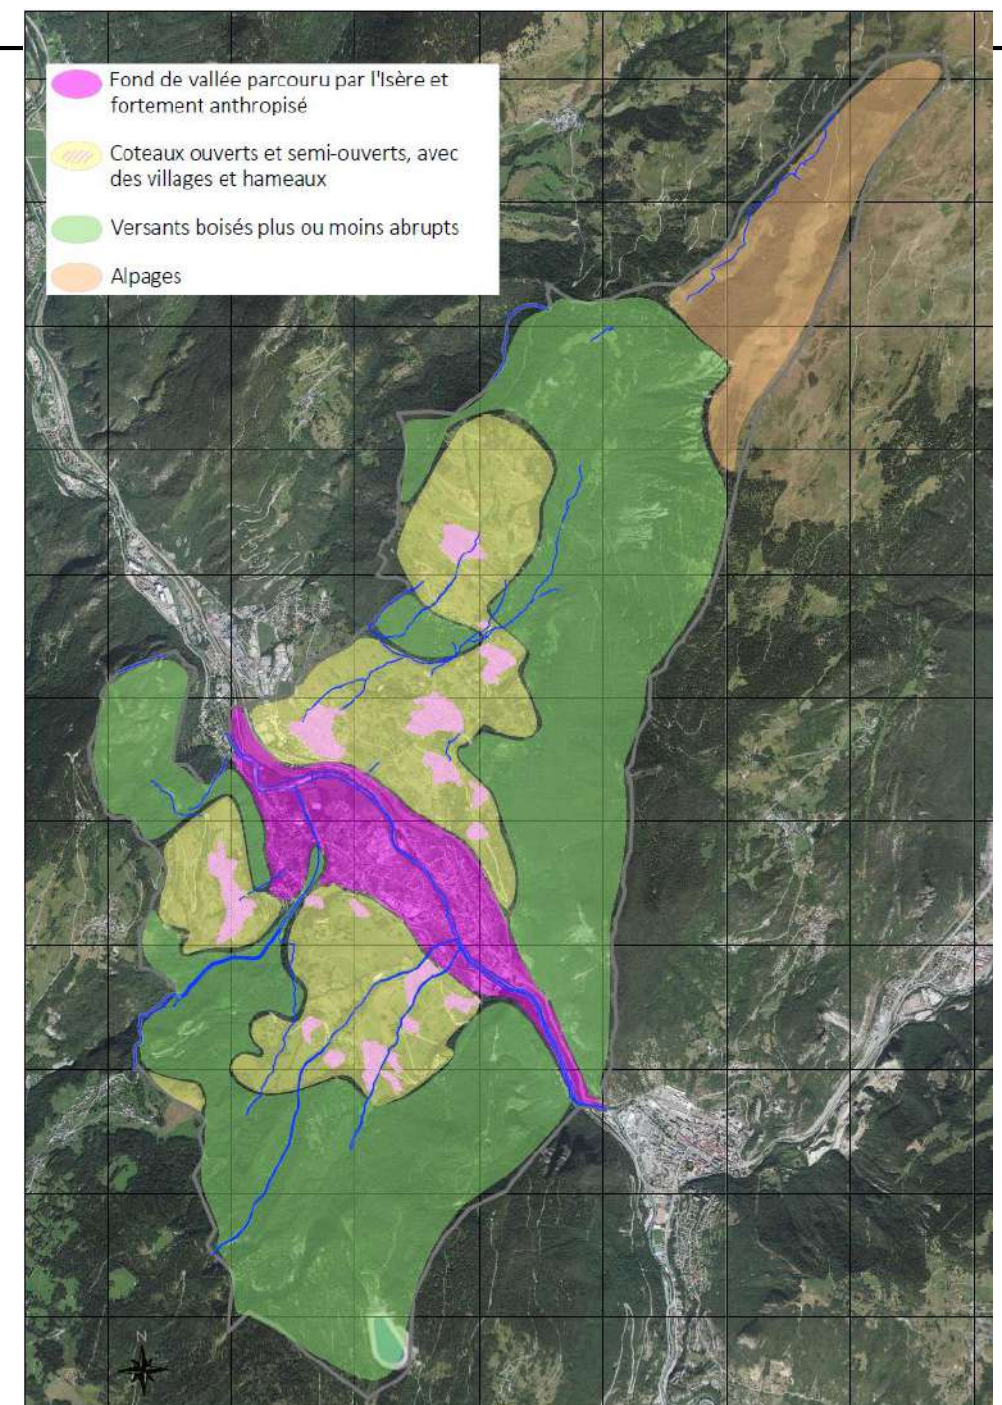 Fond de vallée parcouru par l'Isère et
fortement anthropisé
Coteaux ouverts et semi-ouverts, avec
des villages et hameaux
Versants boisés plus ou moins abrupts
Alpages
N